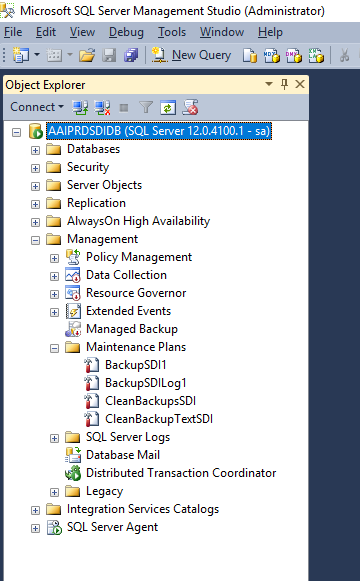 Microsoft SQL Server Management Studio (Administrator)
File Edit View Debug Tools Window Help
New Query
Object Explorer
Connect
AAIPRDSDIDB (SQL Server 12.0.4100.1 - sa)
Databases
Security
Server Objects
Replication
AlwaysOn High Availability
Management
Policy Management
Data Collection
Resource Governor
Extended Events
Managed Backup
Maintenance Plans
BackupSDI1
BackupSDILog1
CleanBackupsSDI
CleanBackupTextSDI
SQL Server Logs
Database Mail
Distributed Transaction Coordinator
Legacy
Integration Services Catalogs
SQL Server Agent